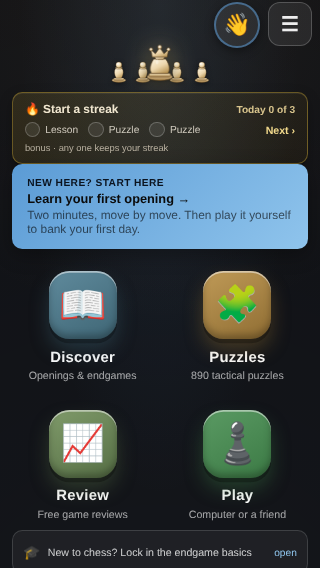 🔥 Start a streak
Today 0 of 3
Lesson
Puzzle
Puzzle
Next ›
bonus · any one keeps your streak
NEW HERE? START HERE
Learn your first opening →
Two minutes, move by move. Then play it yourself
to bank your first day.
Discover
Openings & endgames
Puzzles
890 tactical puzzles
Review
Free game reviews
Play
Computer or a friend
New to chess? Lock in the endgame basics
open